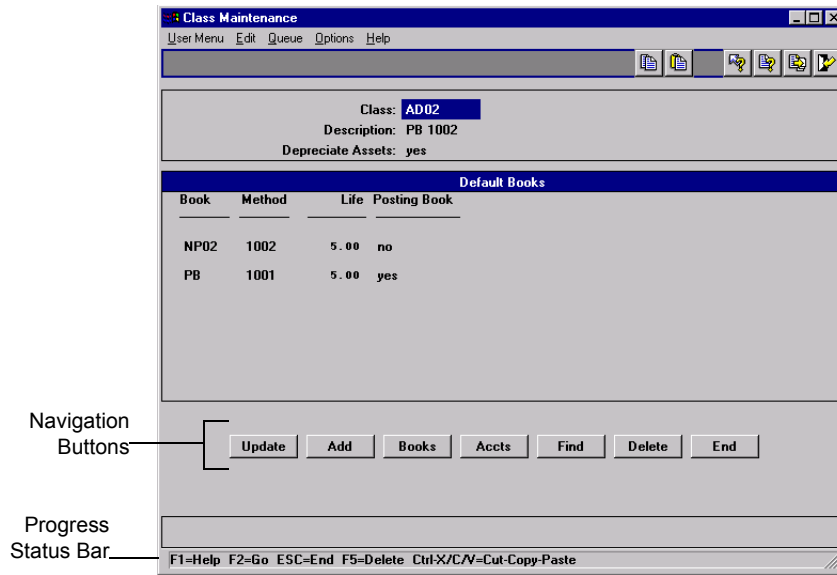 Class Maintenance
User Menu Edit Queue Options Help
Class: AD02
Description: PB 1002
Depreciate Assets: yes
Default Books
Book Method Life Posting Book
NP02 1002 5.00 no
PB 1001 5.00 yes
Navigation
Buttons
Update Add Books Accts Find Delete End
Progress
Status Bar
F1=Help F2=Go ESC=End F5=Delete Ctrl-X/C/V=Cut-Copy-Paste